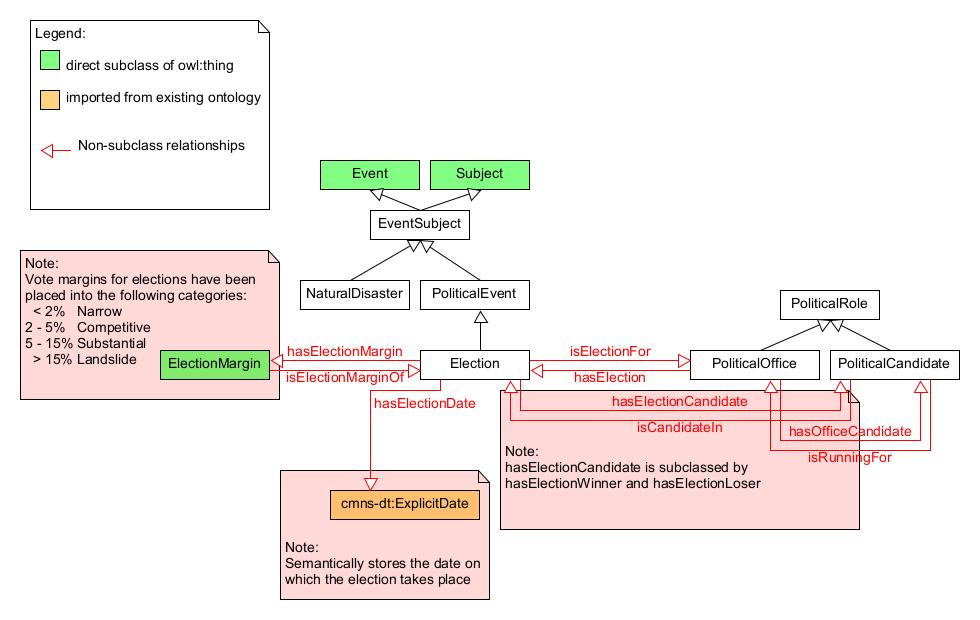 Legend:
direct subclass of owl:thing
imported from existing ontology
Non-subclass relationships
Event
Subject
EventSubject
NaturalDisaster
PoliticalEvent
PoliticalRole
Note:
Vote margins for elections have been
placed into the following categories:
< 2% Narrow
2 - 5% Competitive
5 - 15% Substantial
> 15% Landslide
ElectionMargin
hasElectionMargin
isElectionMarginOf
Election
isElectionFor
hasElection
PoliticalOffice
PoliticalCandidate
hasElectionDate
hasElectionCandidate
isCandidateIn
hasOfficeCandidate
isRunningFor
Note:
hasElectionCandidate is subclassed by
hasElectionWinner and hasElectionLoser
cmns-dt:ExplicitDate
Note:
Semantically stores the date on
which the election takes place